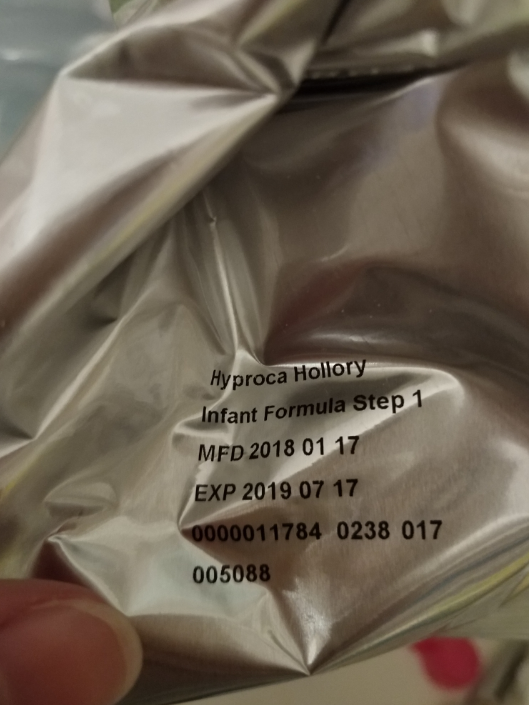 Hyproca Hollory
Infant Formula Step 1
MFD 2018 01 17
EXP 2019 07 17
0000011784 0238 017
005088